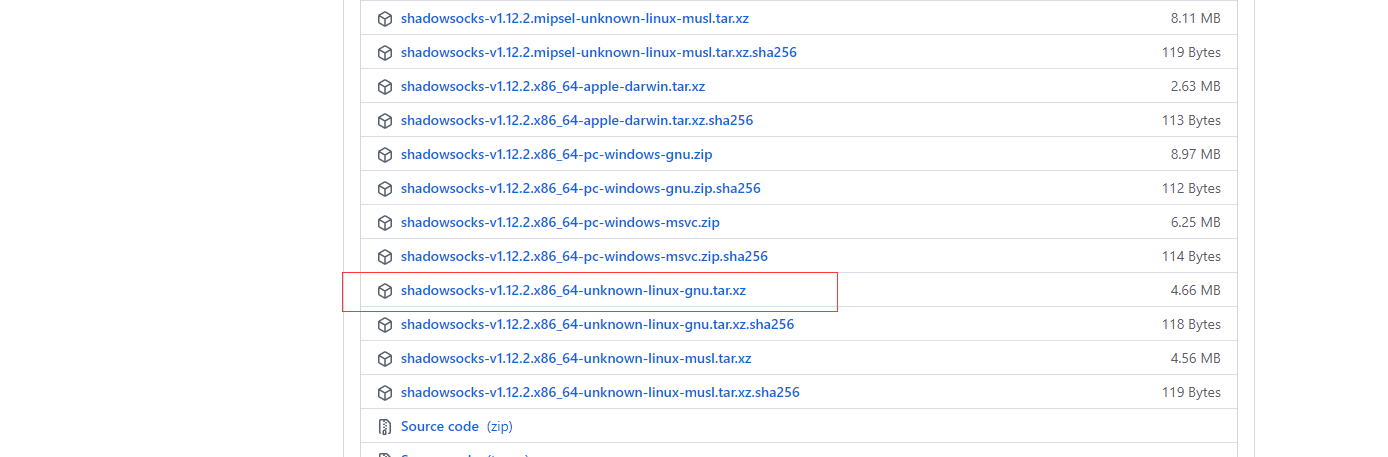 shadowsocks-v1.12.2.mipsel-unknown-linux-musl.tar.xz 8.11 MB
shadowsocks-v1.12.2.mipsel-unknown-linux-musl.tar.xz.sha256 119 Bytes
shadowsocks-v1.12.2.x86_64-apple-darwin.tar.xz 2.63 MB
shadowsocks-v1.12.2.x86_64-apple-darwin.tar.xz.sha256 113 Bytes
shadowsocks-v1.12.2.x86_64-pc-windows-gnu.zip 8.97 MB
shadowsocks-v1.12.2.x86_64-pc-windows-gnu.zip.sha256 112 Bytes
shadowsocks-v1.12.2.x86_64-pc-windows-msvc.zip 6.25 MB
shadowsocks-v1.12.2.x86_64-pc-windows-msvc.zip.sha256 114 Bytes
shadowsocks-v1.12.2.x86_64-unknown-linux-gnu.tar.xz 4.66 MB
shadowsocks-v1.12.2.x86_64-unknown-linux-gnu.tar.xz.sha256 118 Bytes
shadowsocks-v1.12.2.x86_64-unknown-linux-musl.tar.xz 4.56 MB
shadowsocks-v1.12.2.x86_64-unknown-linux-musl.tar.xz.sha256 119 Bytes
Source code (zip)